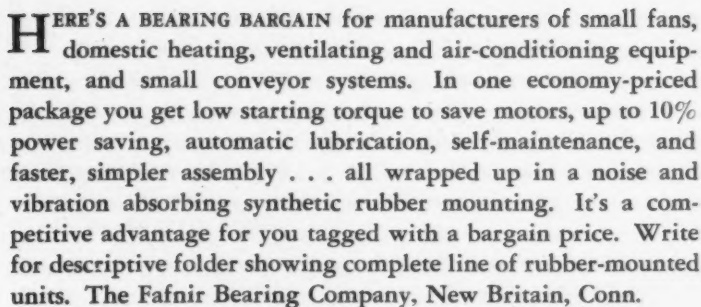 HERE'S A BEARING BARGAIN for manufacturers of small fans,
domestic heating, ventilating and air-conditioning equip-
ment, and small conveyor systems. In one economy-priced
package you get low starting torque to save motors, up to 10%
power saving, automatic lubrication, self-maintenance, and
faster, simpler assembly . . . all wrapped up in a noise and
vibration absorbing synthetic rubber mounting. It's a com-
petitive advantage for you tagged with a bargain price. Write
for descriptive folder showing complete line of rubber-mounted
units. The Fafnir Bearing Company, New Britain, Conn.